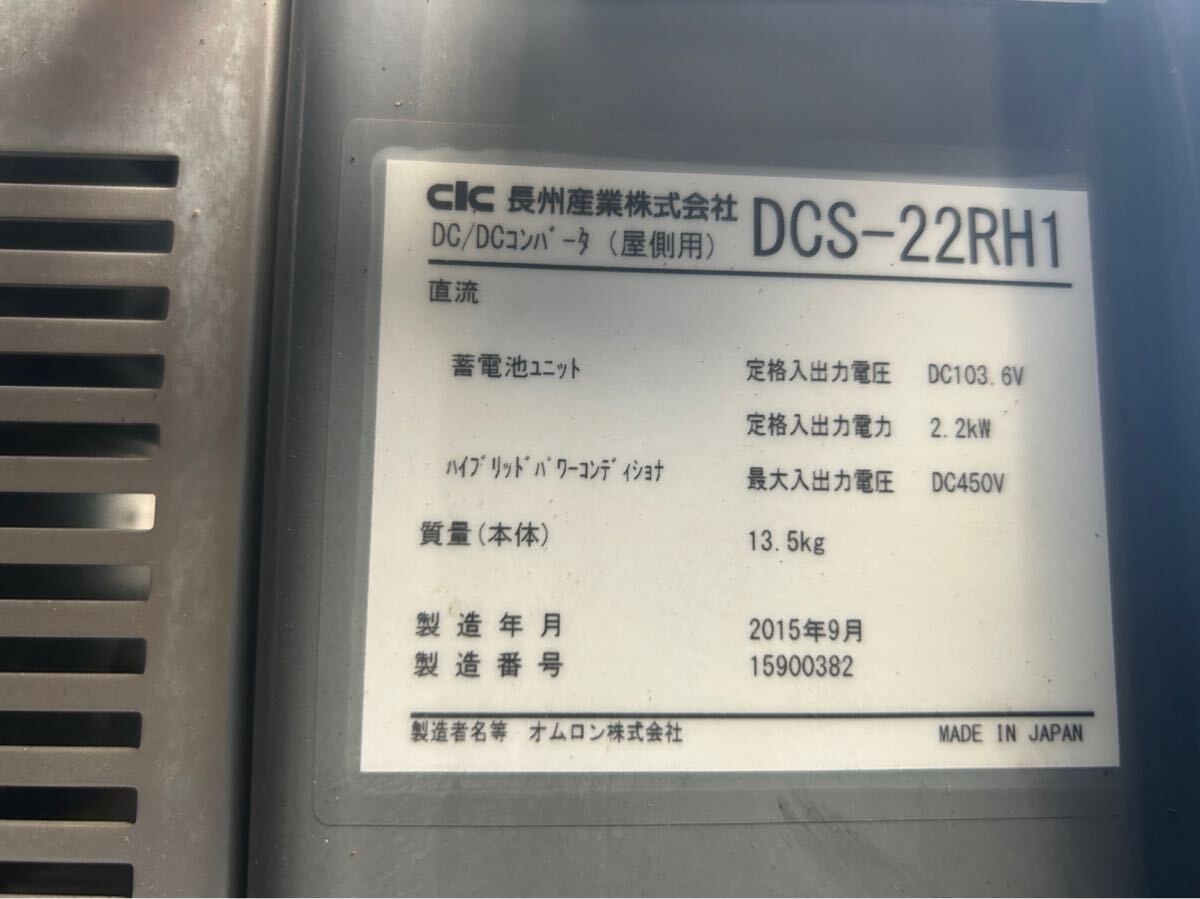 CIC 長州産業株式会社 DCS-22RH1
DC/DCコンバータ (屋側用)
直流
蓄電池ユニット 定格入出力電圧 DC103.6V
定格入出力電力 2.2kW
ハイブリッドパワーコンディショナ 最大入出力電圧 DC450V
質量(本体) 13.5kg
製造年月 2015年9月
製造番号 15900382
製造者名等 オムロン株式会社 MADE IN JAPAN